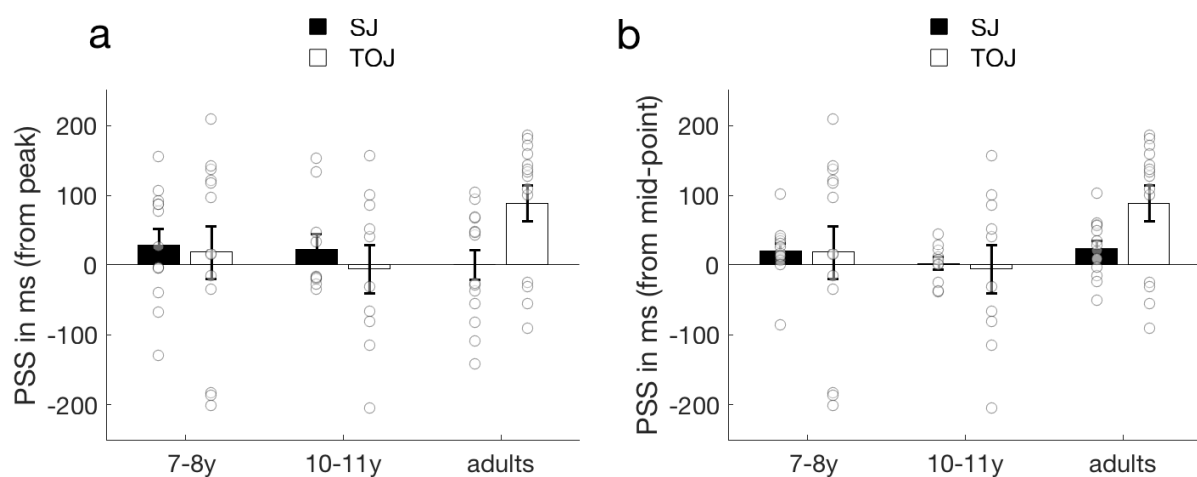 a
SJ
TOJ
PSS in ms (from peak)
200
100
0
-100
-200
7-8y
10-11y
adults
b
SJ
TOJ
PSS in ms (from mid-point)
200
100
0
-100
-200
7-8y
10-11y
adults